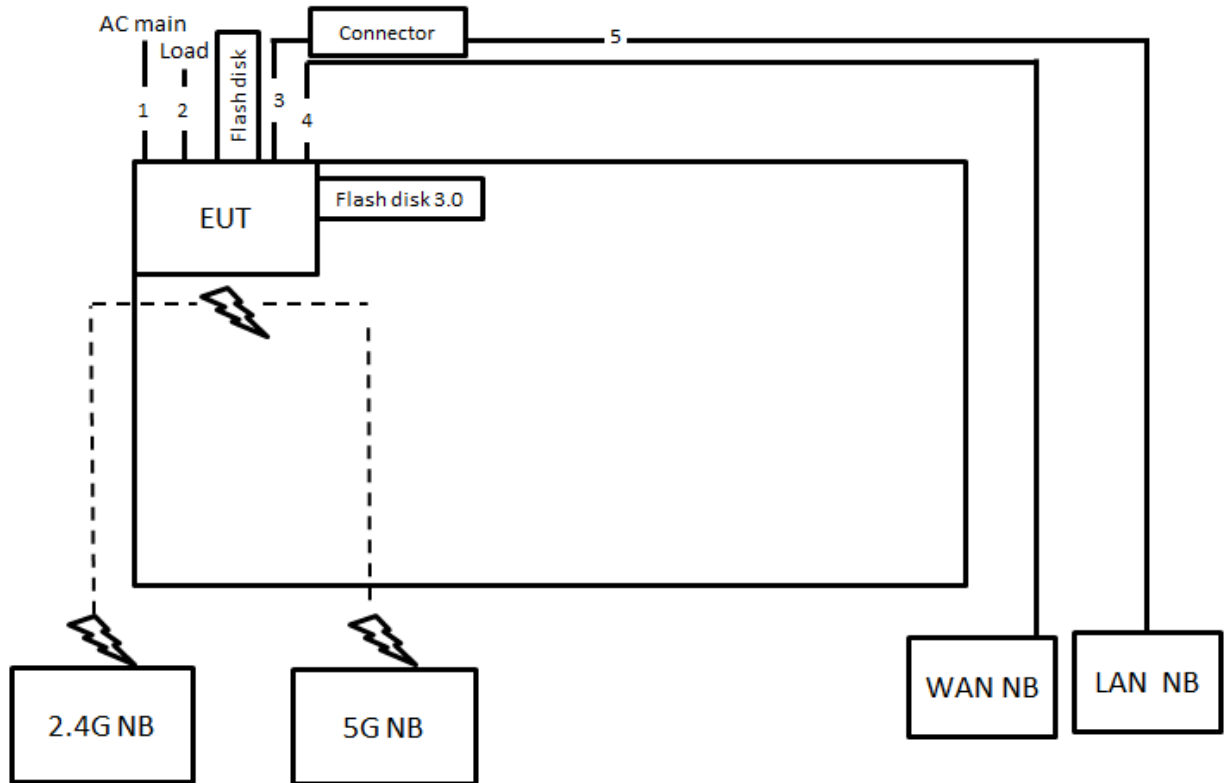 AC main
Load
Flash disk
Connector
5
1
2
3
4
EUT
Flash disk 3.0
2.4G NB
5G NB
WAN NB
LAN NB